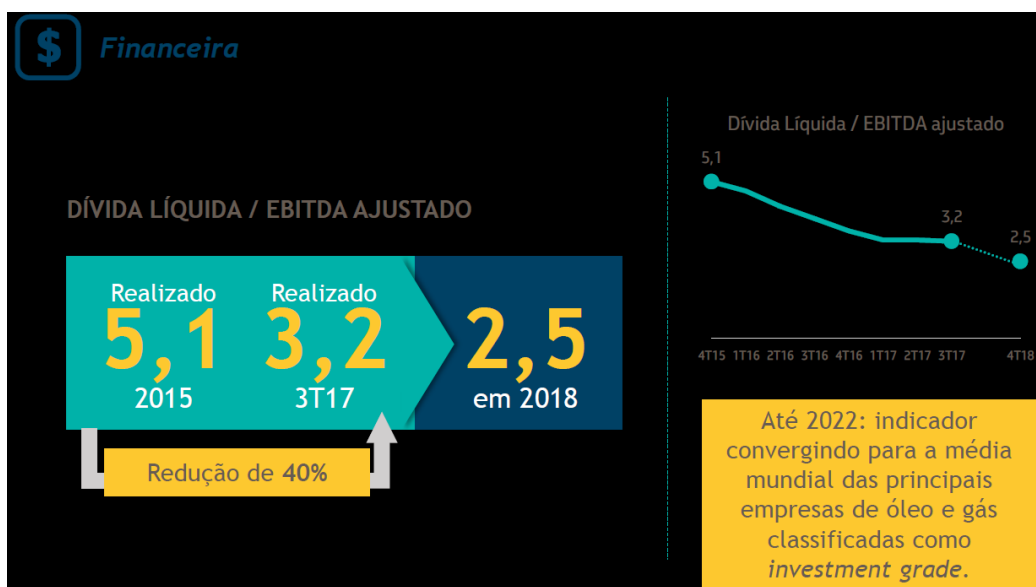 $
Financeira
DÍVIDA LÍQUIDA / EBITDA AJUSTADO
Realizado
5,1
2015
Realizado
3,2
3T17
2,5
em 2018
Redução de 40%
Dívida Líquida / EBITDA ajustado
5,1
3,2
2,5
4T15 1T16 2T16 3T16 4T16 1T17 2T17 3T17 4T18
Até 2022: indicador
convergindo para a média
mundial das principais
empresas de óleo e gás
classificadas como
investment grade.